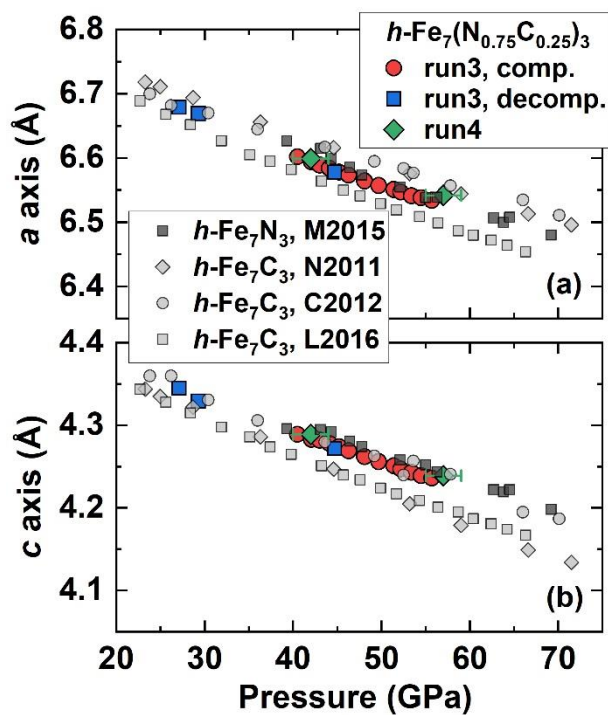 h-Fe₇(N₀.₇₅C₀.₂₅)₃
run3, comp.
run3, decomp.
run4
6.8
6.7
6.6
6.5
6.4
a axis (Å)
(a)
h-Fe₇N₃, M2015
h-Fe₇C₃, N2011
h-Fe₇C₃, C2012
h-Fe₇C₃, L2016
4.4
4.3
4.2
4.1
4.0
c axis (Å)
(b)
20 30 40 50 60 70
Pressure (GPa)